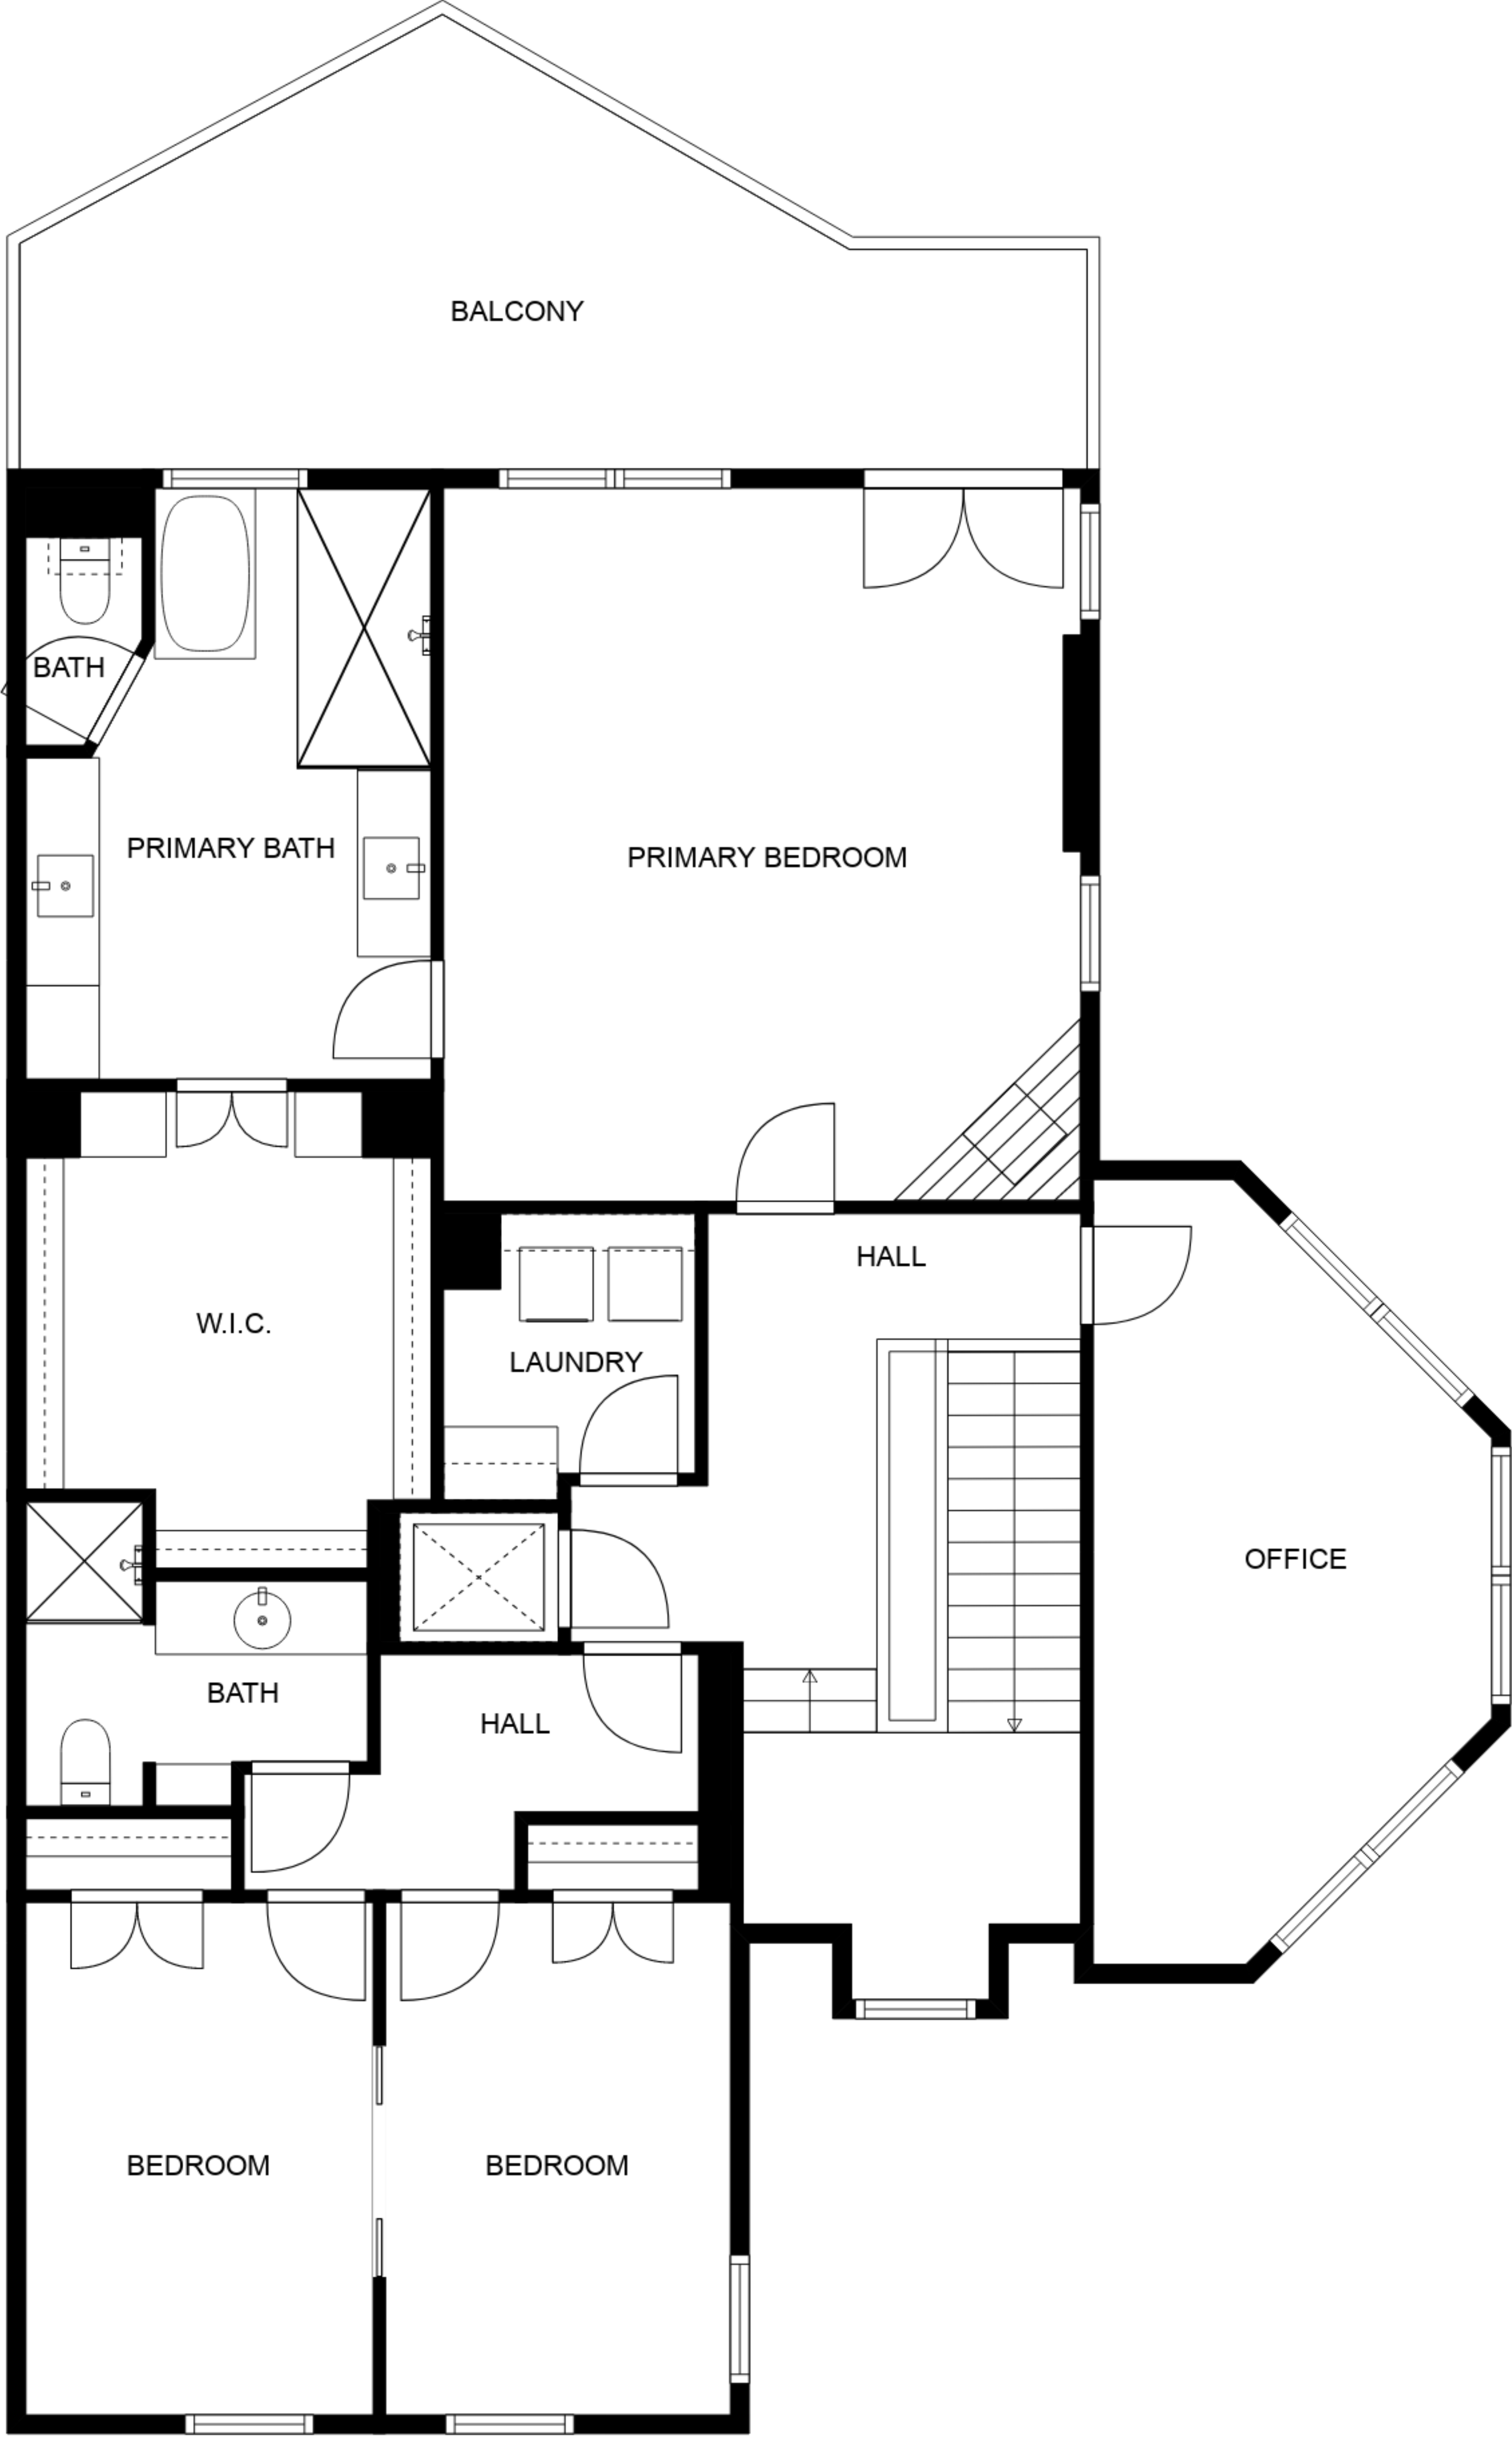 BALCONY
BATH
PRIMARY BATH
PRIMARY BEDROOM
HALL
W.I.C.
LAUNDRY
OFFICE
BATH
HALL
BEDROOM
BEDROOM